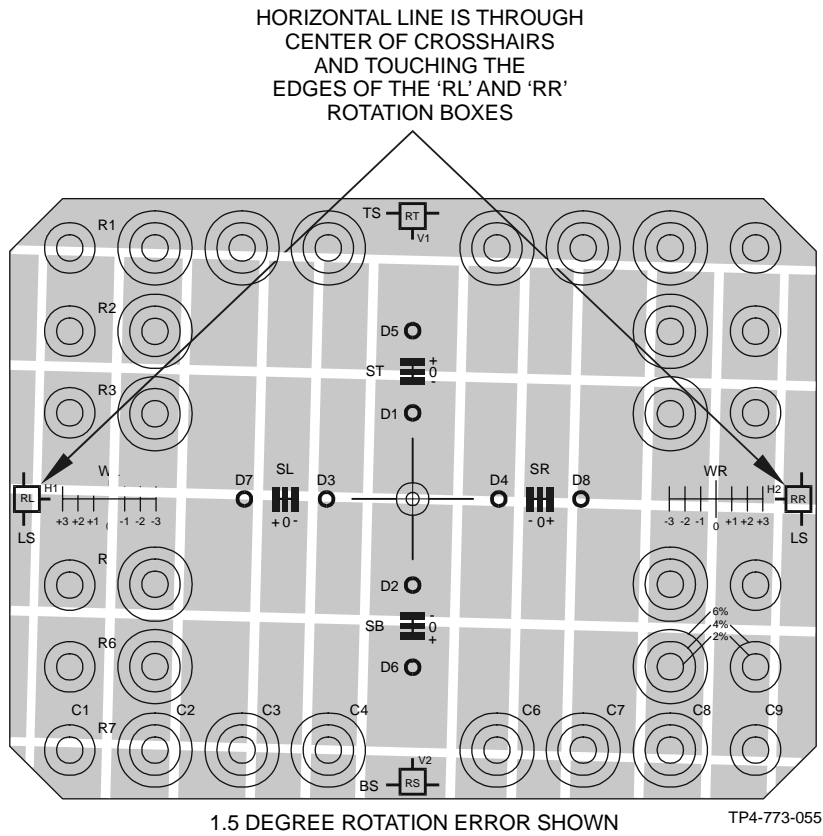 HORIZONTAL LINE IS THROUGH
CENTER OF CROSSHAIRS
AND TOUCHING THE
EDGES OF THE ‘RL’ AND ‘RR’
ROTATION BOXES
TS RT
V1
R1
R2
D5
ST + 0 -
R3
D1
W
D7 SL D3 D4 SR D8
WR
RL H1
H2 RR
+3 +2 +1 -1 -2 -3
+ 0 -
- 0 +
-3 -2 -1 0 +1 +2 +3
LS
LS
R
D2
6%
4%
2%
SB - 0 +
R6
D6
C1 C2 C3 C4 C6 C7 C8 C9
R7
V2
BS RS
1.5 DEGREE ROTATION ERROR SHOWN
TP4-773-055